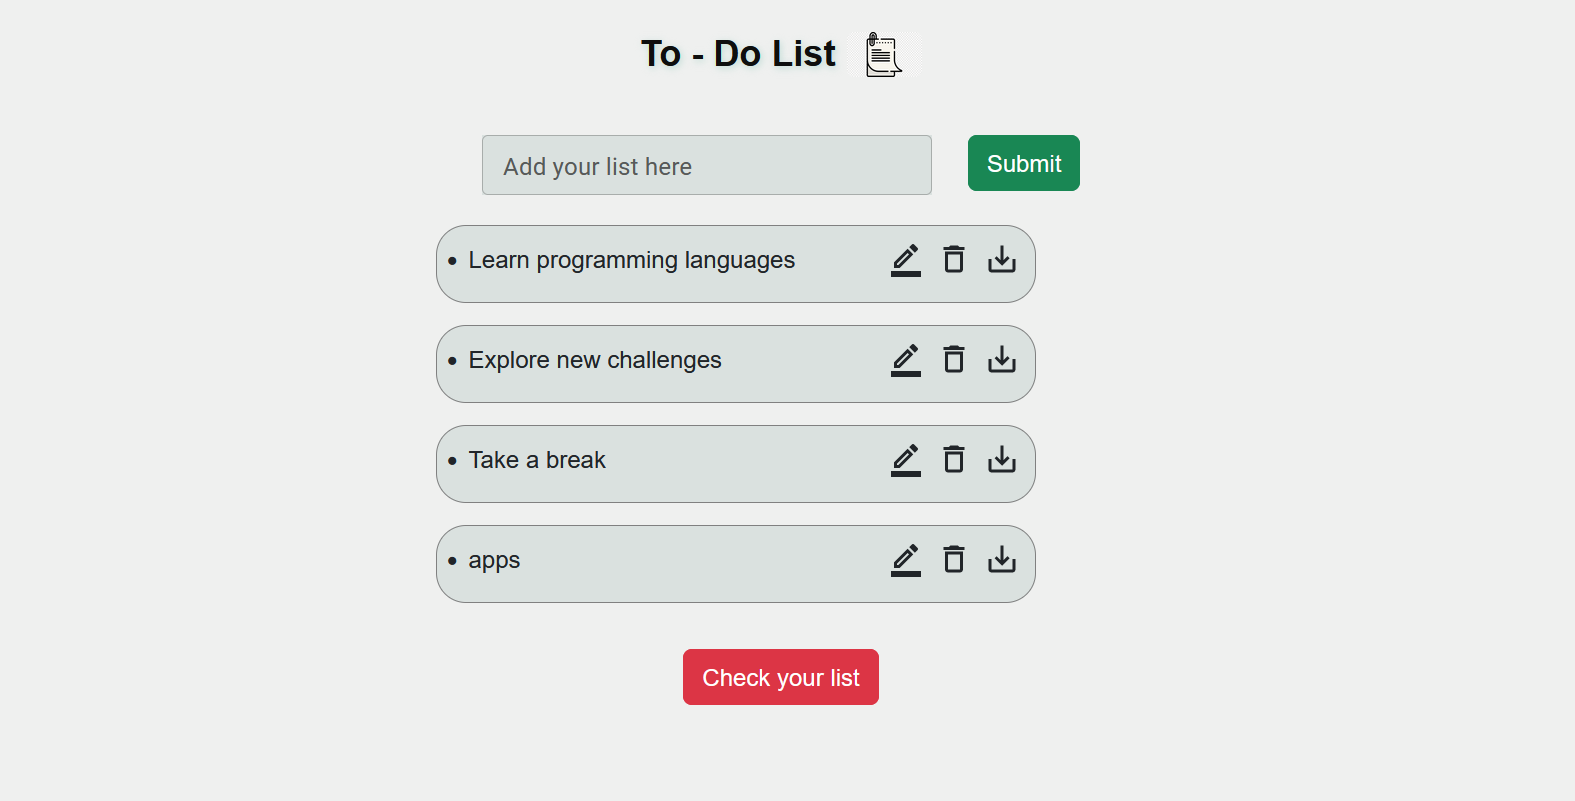 To - Do List
Add your list here
Submit
• Learn programming languages
• Explore new challenges
• Take a break
• apps
Check your list